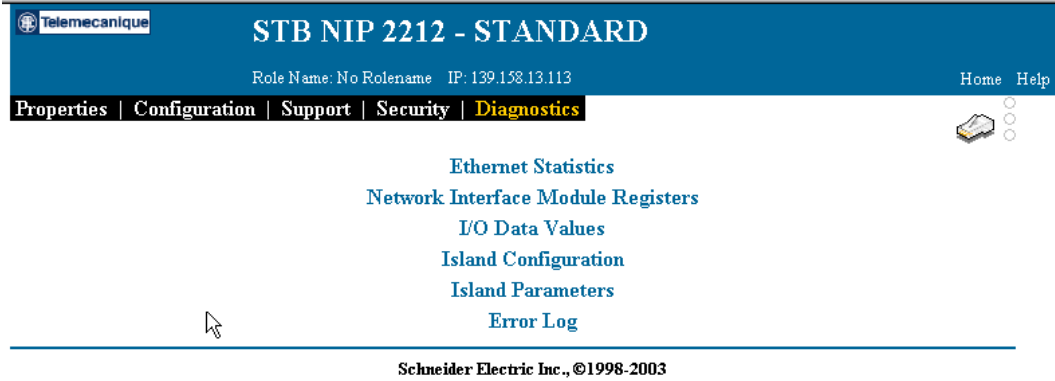 Telemecanique
STB NIP 2212 - STANDARD
Role Name: No Rolename IP: 139.158.13.113
Home Help
Properties | Configuration | Support | Security | Diagnostics
Ethernet Statistics
Network Interface Module Registers
I/O Data Values
Island Configuration
Island Parameters
Error Log
Schneider Electric Inc., ©1998-2003